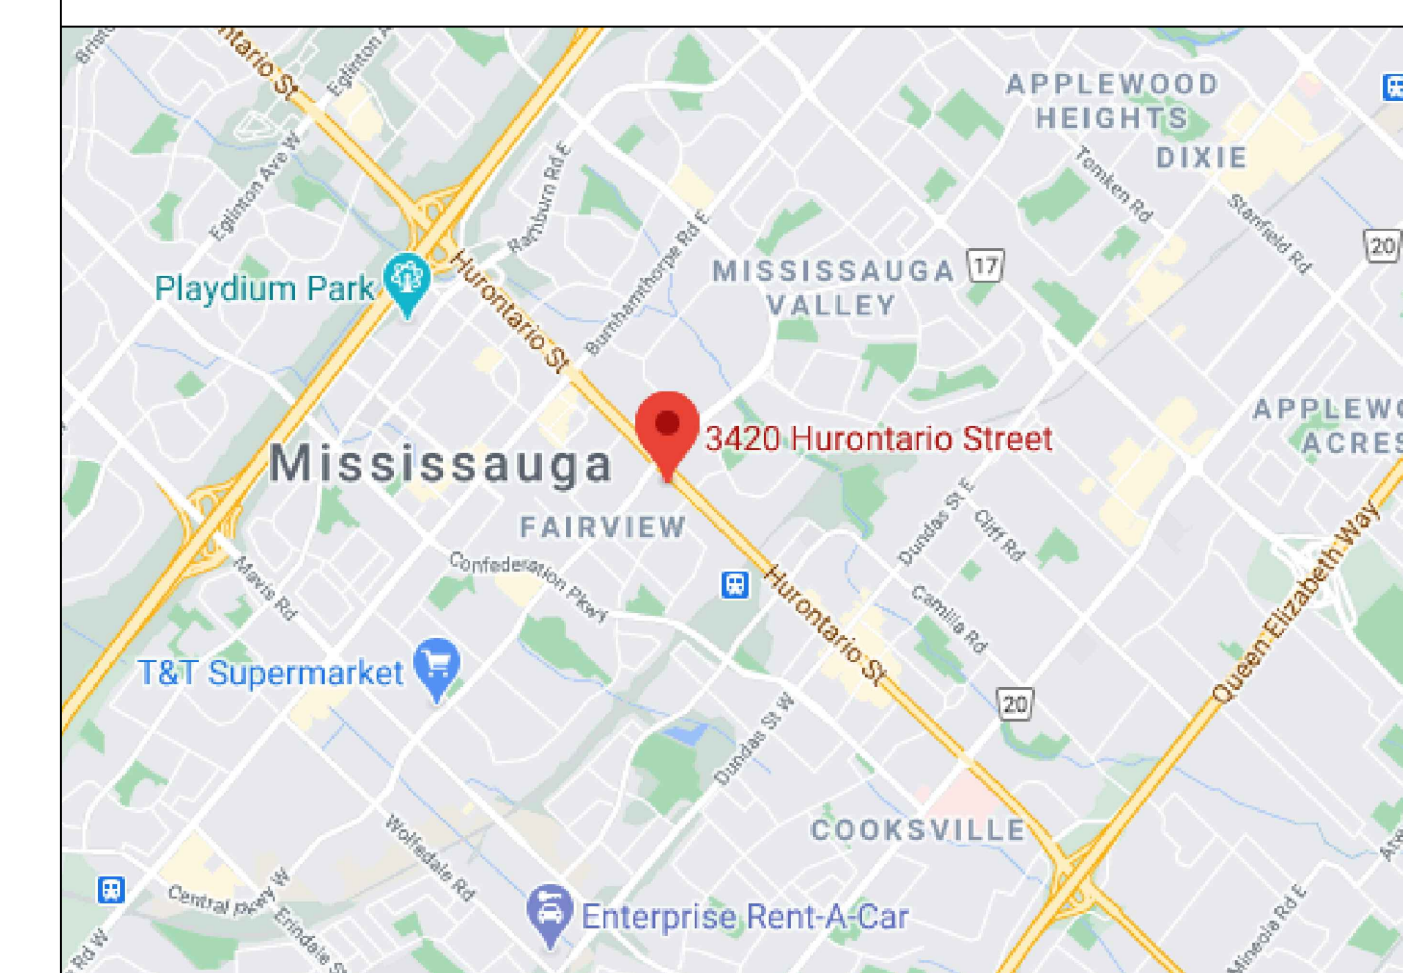 Hurontario St
Eglinton Ave W
Rathburn Rd E
Burnhamthorpe Rd E
APPLEWOOD
HEIGHTS
DIXIE
Tomken Rd
Stanfield Rd
20
17
MISSISSAUGA
VALLEY
Playdium Park
Hurontario St
3420 Hurontario Street
Mississauga
FAIRVIEW
Dundas St E
Cliff Rd
Camilla Rd
Queen Elizabeth Way
Confederation Pkwy
Mavis Rd
Hurontario St
T&T Supermarket
20
Dundas St W
COOKSVILLE
Wolfedale Rd
Central Pkwy W
Erindale S
Enterprise Rent-A-Car
Mineola Rd E
Rd W